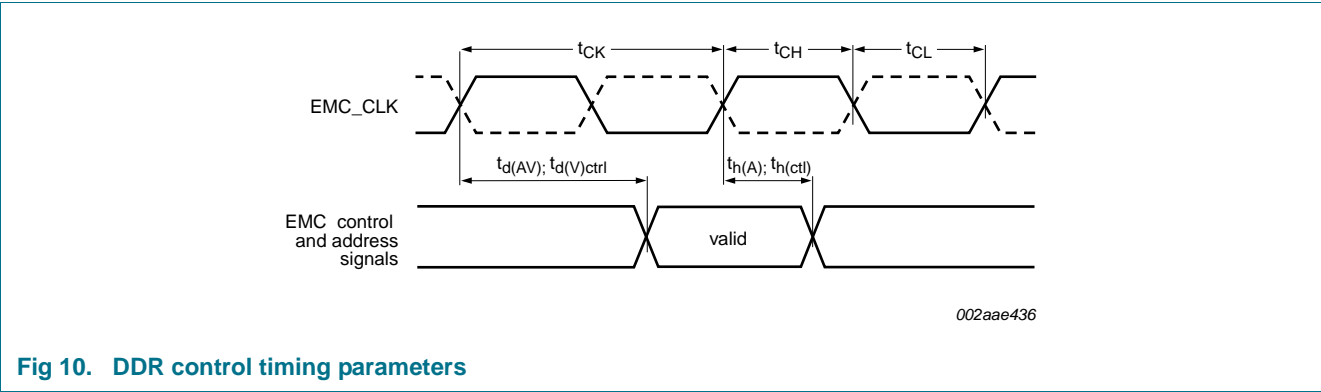 tCK tCH tCL
EMC_CLK
td(AV); td(V)ctrl th(A); th(ctl)
EMC control
and address
signals
valid
002aae436
Fig 10. DDR control timing parameters